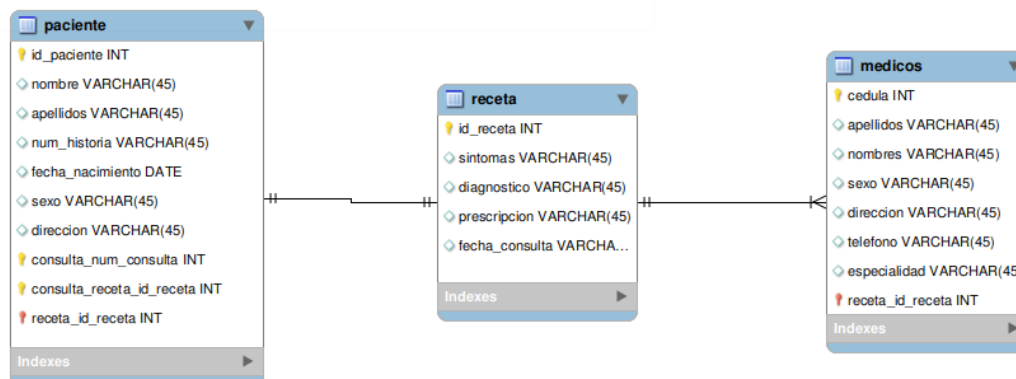 paciente
id_paciente INT
nombre VARCHAR(45)
apellidos VARCHAR(45)
num_historia VARCHAR(45)
fecha_nacimiento DATE
sexo VARCHAR(45)
direccion VARCHAR(45)
consulta_num_consulta INT
consulta_receta_id_receta INT
receta_id_receta INT
Indexes
receta
id_receta INT
sintomas VARCHAR(45)
diagnostico VARCHAR(45)
prescripcion VARCHAR(45)
fecha_consulta VARCHA...
Indexes
medicos
cedula INT
apellidos VARCHAR(45)
nombres VARCHAR(45)
sexo VARCHAR(45)
direccion VARCHAR(45)
telefono VARCHAR(45)
especialidad VARCHAR(45
receta_id_receta INT
Indexes